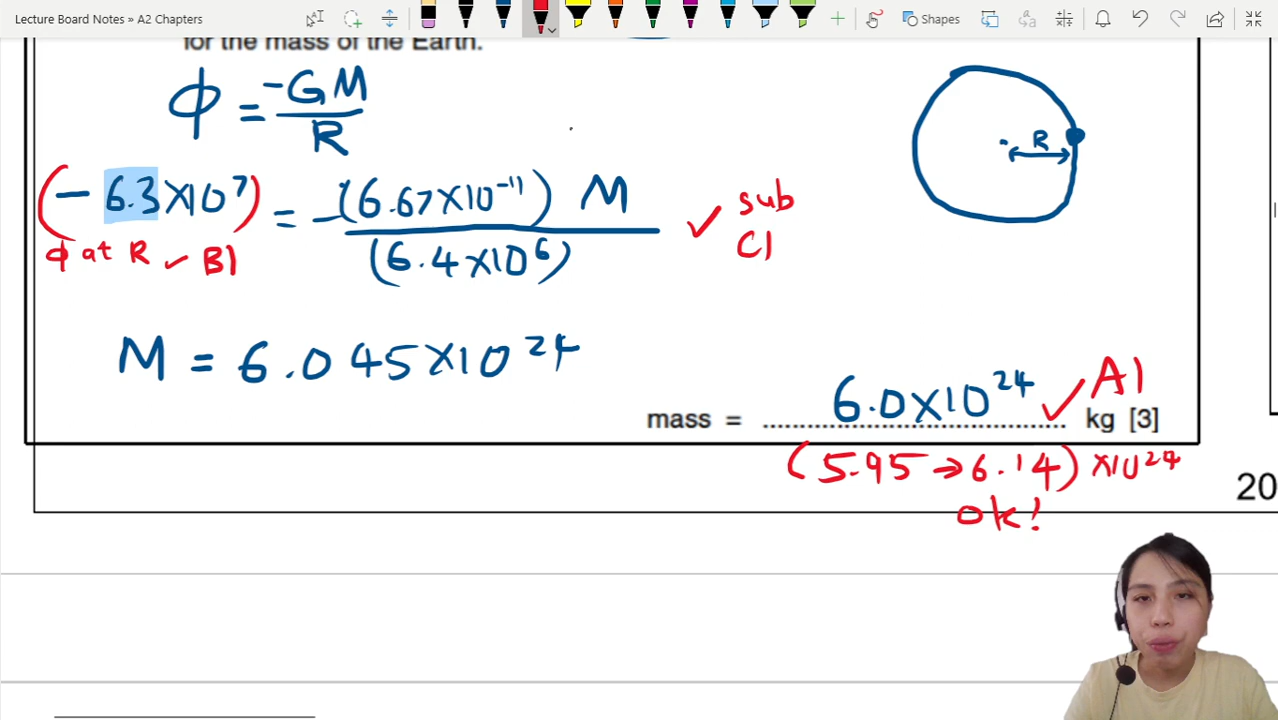 Lecture Board Notes » A2 Chapters
Shapes
for the mass of the Earth.
ϕ = -GM / R
R
(- 6.3×10⁷) = -(6.67×10⁻¹¹) M / (6.4×10⁶) ✓ sub C1
ϕ at R ✓ B1
M = 6.045×10²⁴
mass = .......... 6.0×10²⁴ .......... kg [3] ✓ A1
(5.95→6.14) ×10²⁴
ok!
20